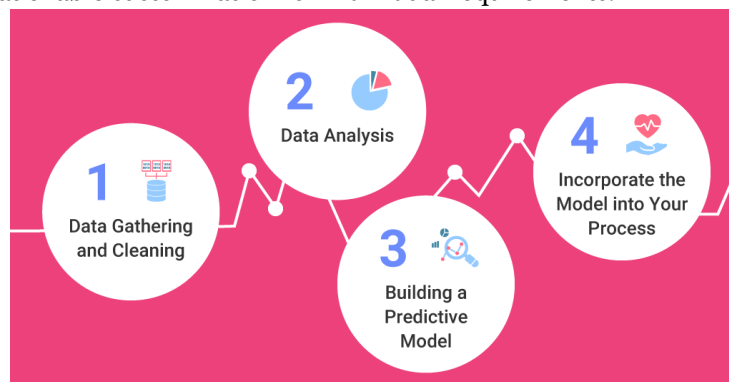 1
Data Gathering
and Cleaning
2
Data Analysis
3
Building a
Predictive
Model
4
Incorporate the
Model into Your
Process